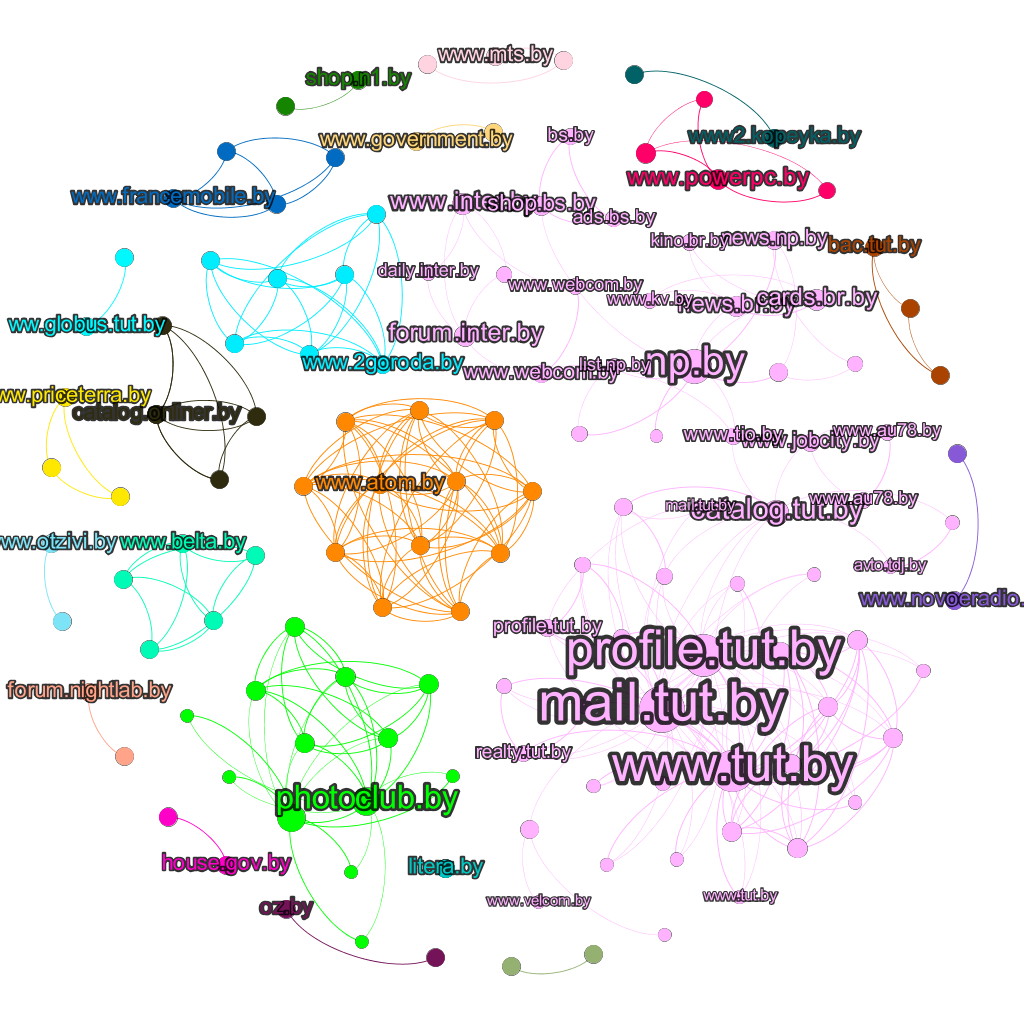 www.mts.by
shop.n1.by
www.government.by
bs.by
www2.kopeyka.by
www.powerpc.by
www.francemobile.by
www.inter.by
shop.bs.by
ads.bs.by
kino.br.by
news.np.by
bac.tut.by
daily.inter.by
www.webcom.by
www.kv.by
news.br.by
cards.br.by
ww.globus.tut.by
forum.inter.by
www.2goroda.by
www.webcom.by
list.np.by
np.by
ww.priceterra.by
catalog.onliner.by
www.tio.by
www.jobcity.by
www.au78.by
www.atom.by
mail.tut.by
catalog.tut.by
www.au78.by
ww.otzivi.by
www.belta.by
avto.tdj.by
www.novoeradio.
profile.tut.by
profile.tut.by
forum.nightlab.by
mail.tut.by
realty.tut.by
www.tut.by
photoclub.by
house.gov.by
litera.by
oz.by
www.velcom.by
www.tut.by